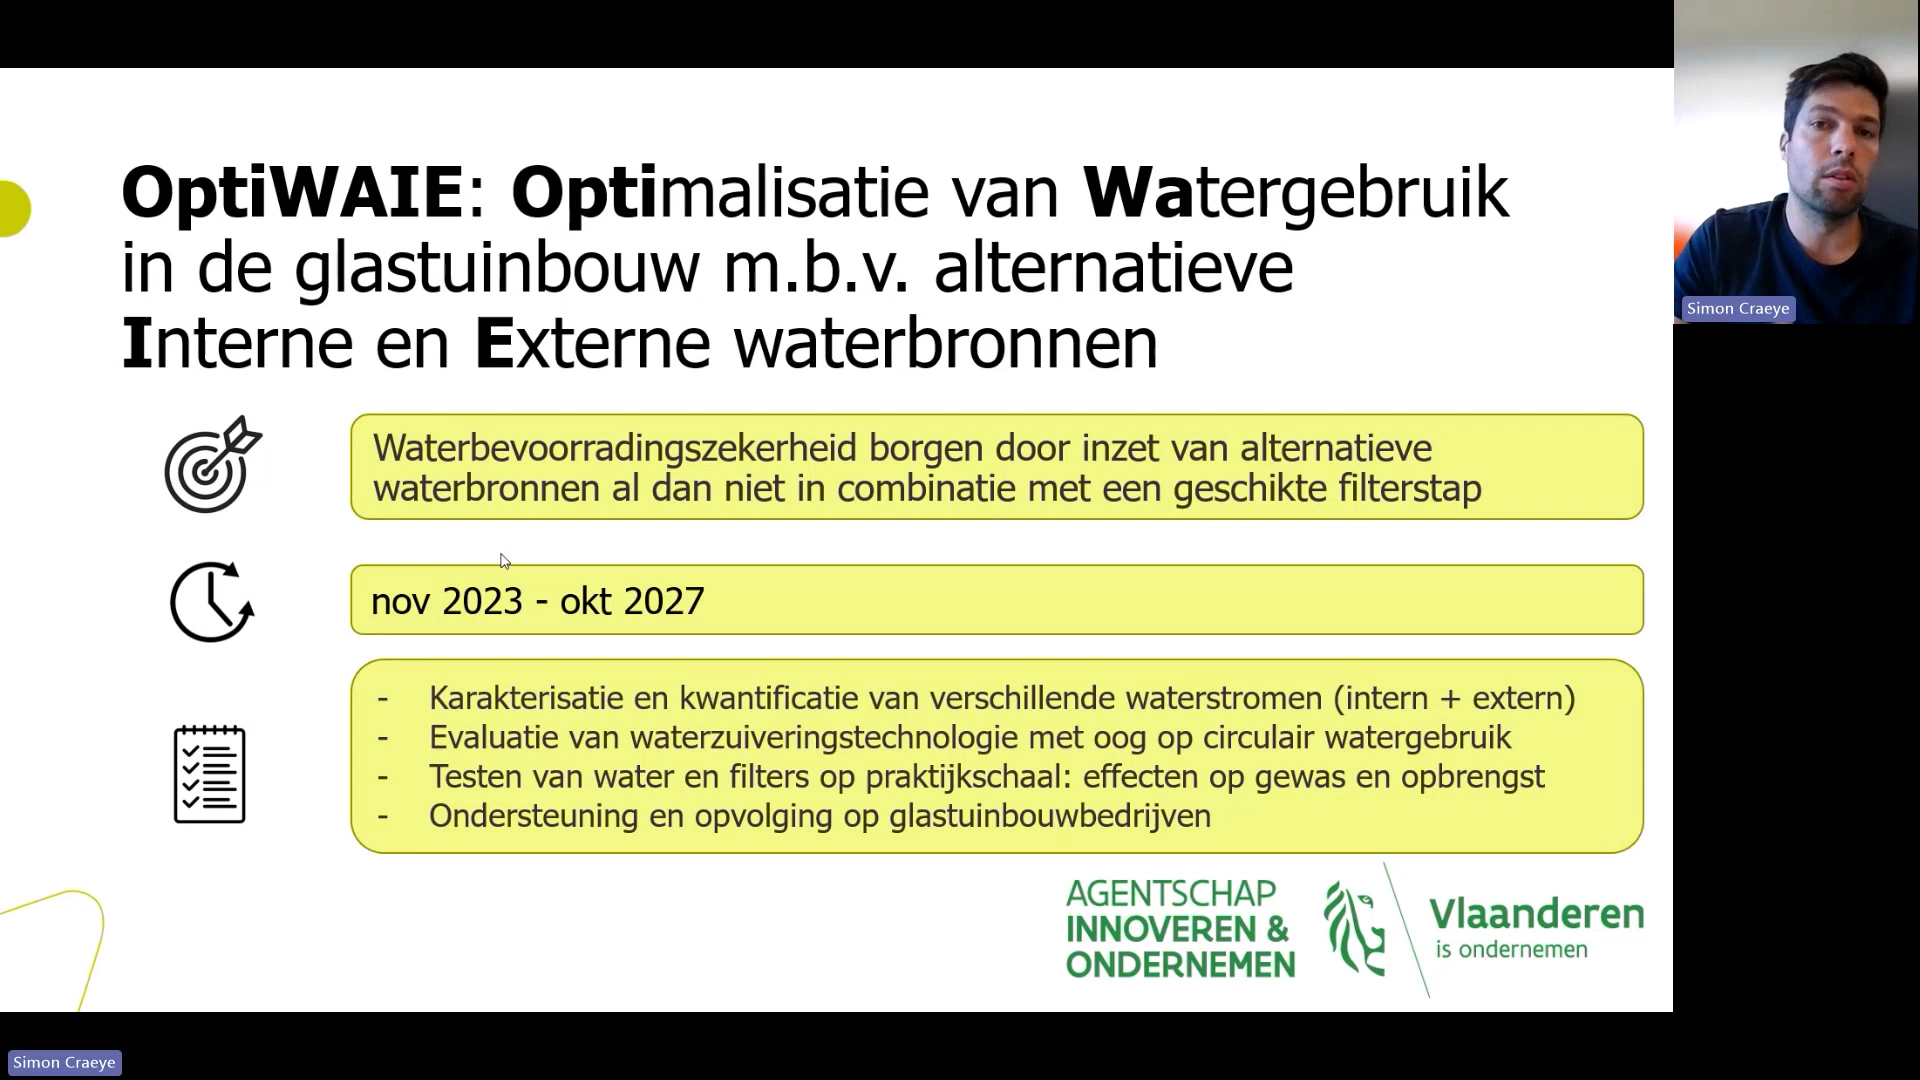 OptiWAIE: Optimalisatie van Watergebruik
in de glastuinbouw m.b.v. alternatieve
Interne en Externe waterbronnen
Waterbevoorradingszekerheid borgen door inzet van alternatieve
waterbronnen al dan niet in combinatie met een geschikte filterstap
nov 2023 - okt 2027
- Karakterisatie en kwantificatie van verschillende waterstromen (intern + extern)
- Evaluatie van waterzuiveringstechnologie met oog op circulair watergebruik
- Testen van water en filters op praktijkschaal: effecten op gewas en opbrengst
- Ondersteuning en opvolging op glastuinbouwbedrijven
AGENTSCHAP
INNOVEREN &
ONDERNEMEN
Vlaanderen
is ondernemen
Simon Craeye
Simon Craeye